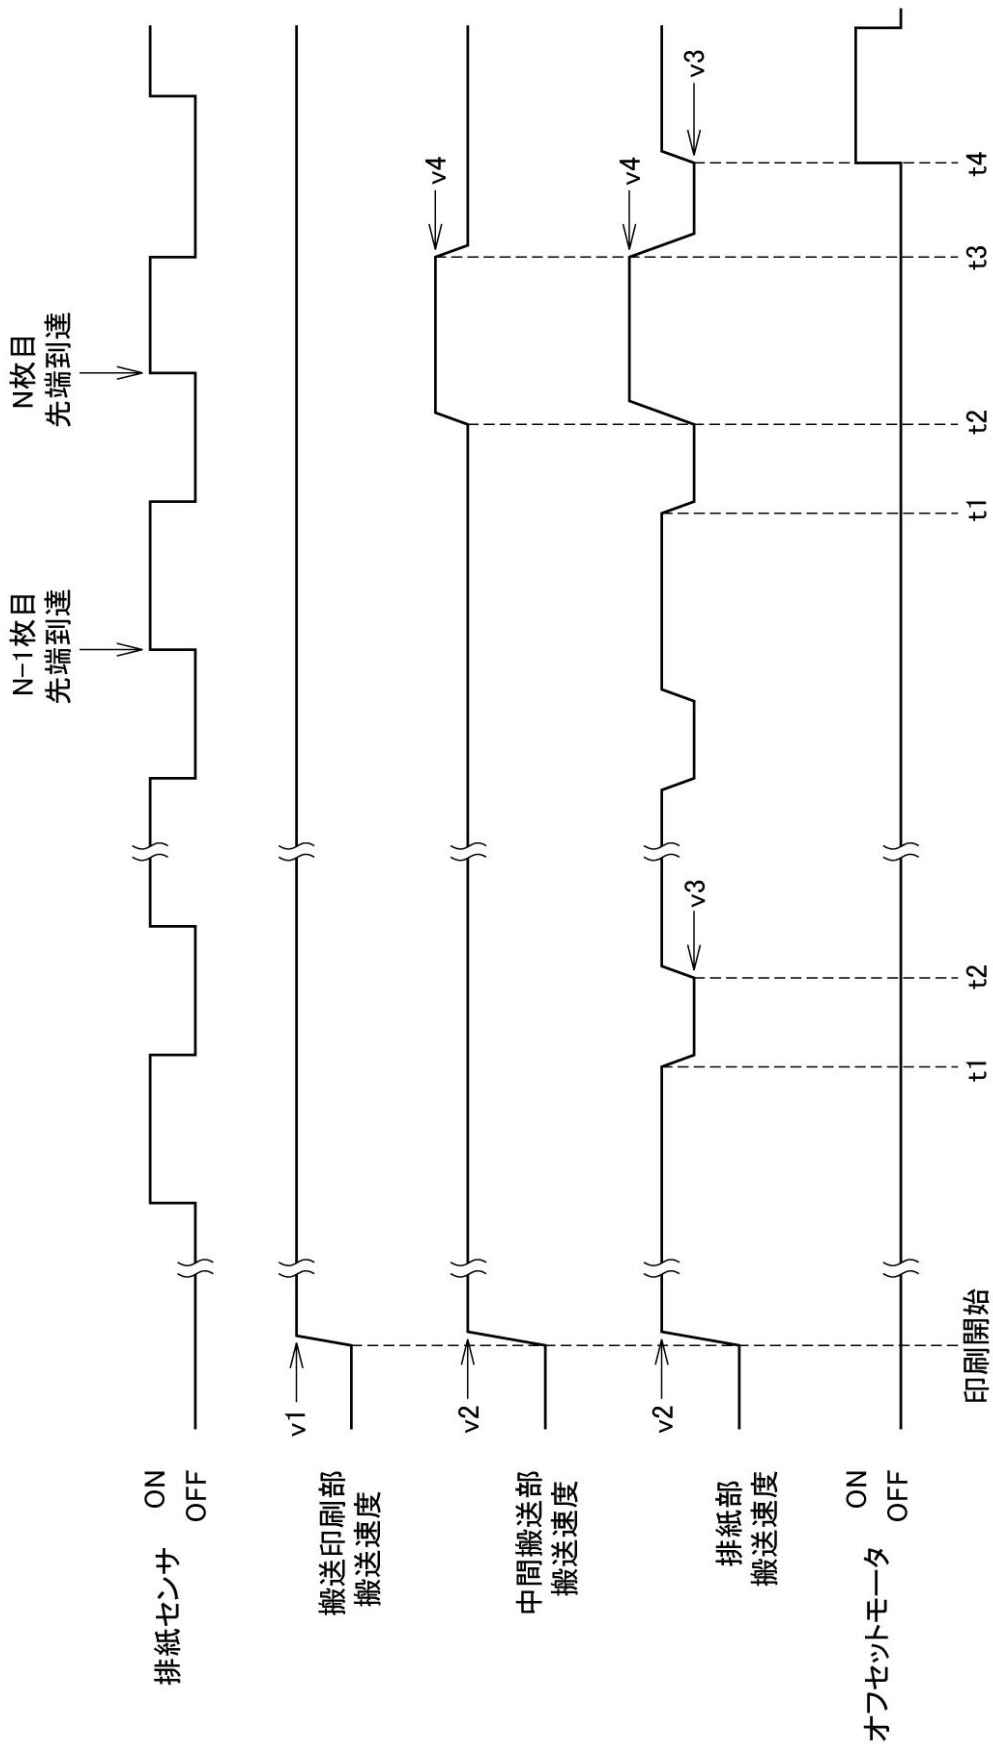 N-1枚目
先端到達
N枚目
先端到達
排紙センサ
ON
OFF
v1
搬送印刷部
搬送速度
v2
v4
中間搬送部
搬送速度
v2
v3
v4
v3
排紙部
搬送速度
オフセットモータ
ON
OFF
印刷開始
t1
t2
t1
t2
t3
t4